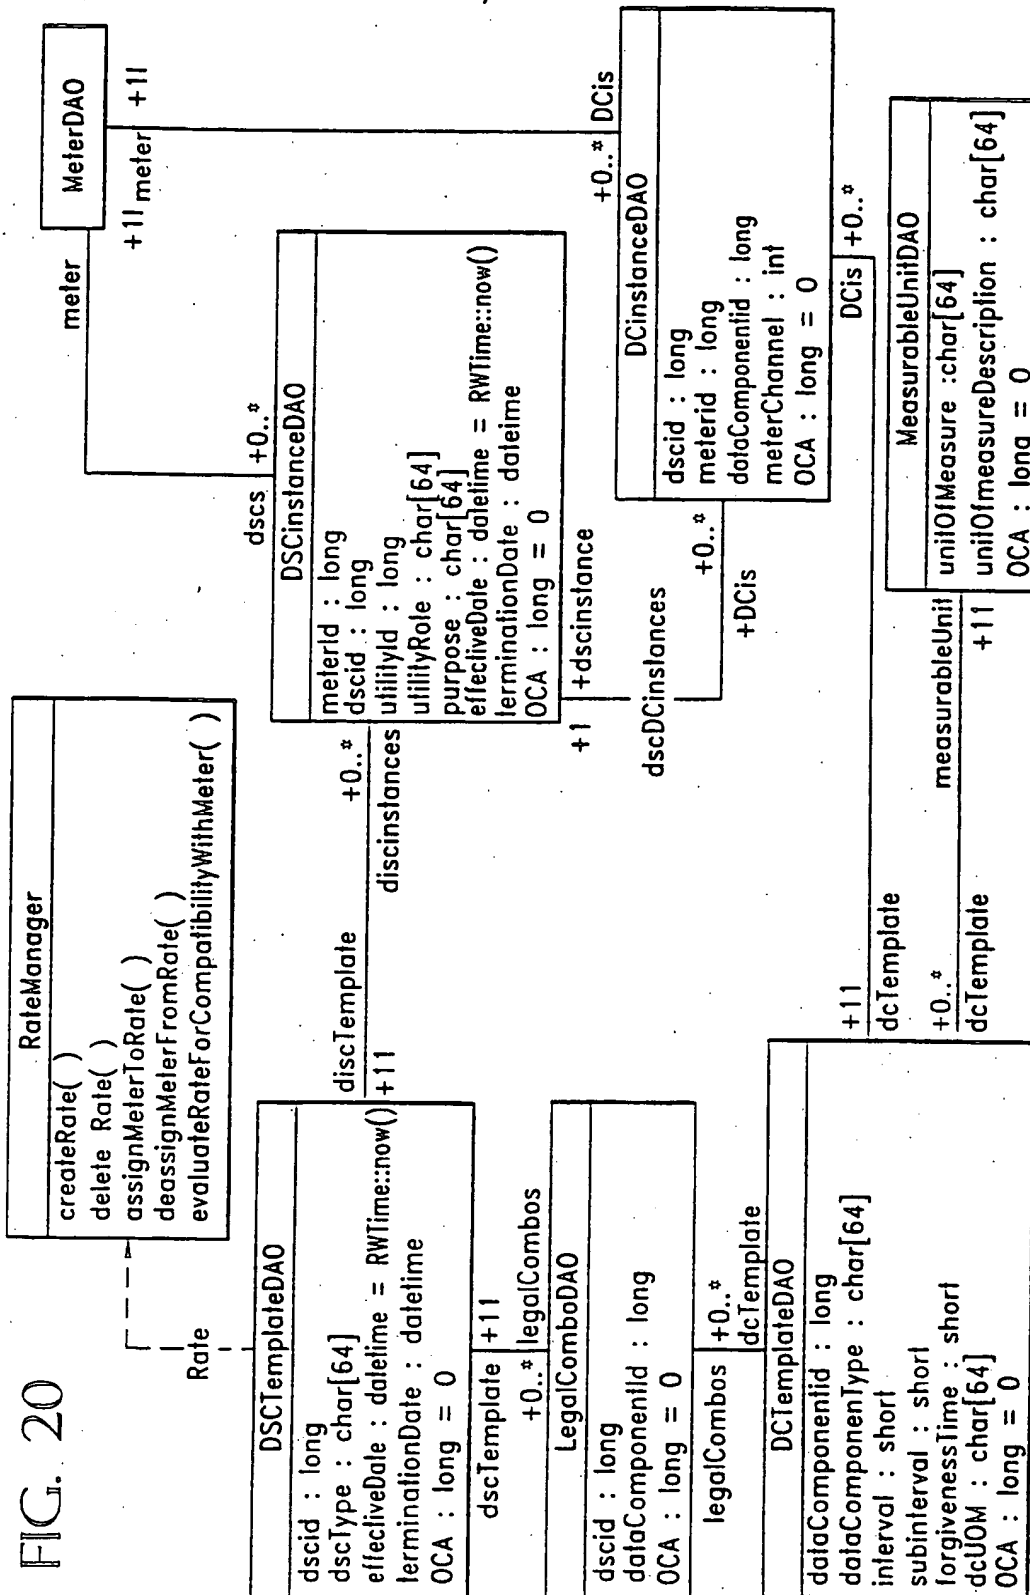 FIG. 20
RateManager
createRate( )
delete Rate( )
assignMeterToRate( )
deassignMeterFromRate( )
evaluateRateForCompatibilityWithMeter( )
Rate
MeterDAO
meter
+11
meter
+11
dscs
+0..*
+0..*
DCis
DSCTemplateDAO
dscid : long
dscType : char[64]
effectiveDate : datetime = RWTime::now()
terminationDate : datetime
OCA : long = 0
discTemplate
+11
+0..*
discinstances
DSCinstanceDAO
meterId : long
dscid : long
utilityId : long
utilityRole : char[64]
purpose : char[64]
effectiveDate : datetime = RWTime::now()
terminationDate : dateime
OCA : long = 0
+1
+dscinstance
dscDCinstances
+0..*
+DCis
DCinstanceDAO
dscid : long
meterid : long
dataComponentid : long
meterChannel : int
OCA : long = 0
DCis
+0..*
dscTemplate
+11
+0..*
legalCombos
LegalComboDAO
dscid : long
dataComponentId : long
OCA : long = 0
legalCombos
+0..*
dcTemplate
DCTemplateDAO
dataComponentid : long
dataComponenType : char[64]
interval : short
subinterval : short
forgivenessTime : short
dcUOM : char[64]
OCA : long = 0
+11
dcTemplate
+0..*
dcTemplate
measurableUnit
+11
MeasurableUnitDAO
unitOfMeasure :char[64]
unitOfmeasureDescription : char[64]
OCA : long = 0